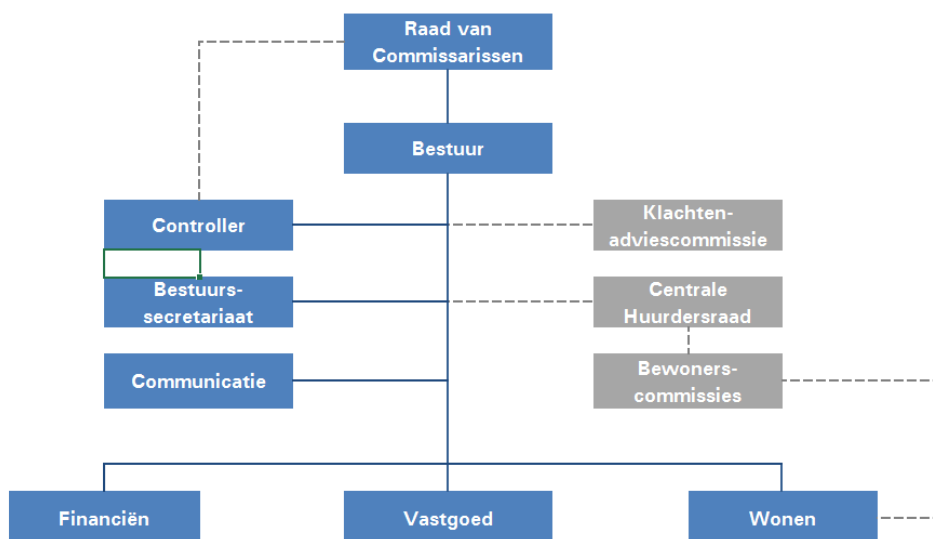 Raad van
Commissarissen
Bestuur
Controller
Klachten-
adviescommissie
Bestuurs-
secretariaat
Centrale
Huurdersraad
Communicatie
Bewoners-
commissies
Financiën
Vastgoed
Wonen